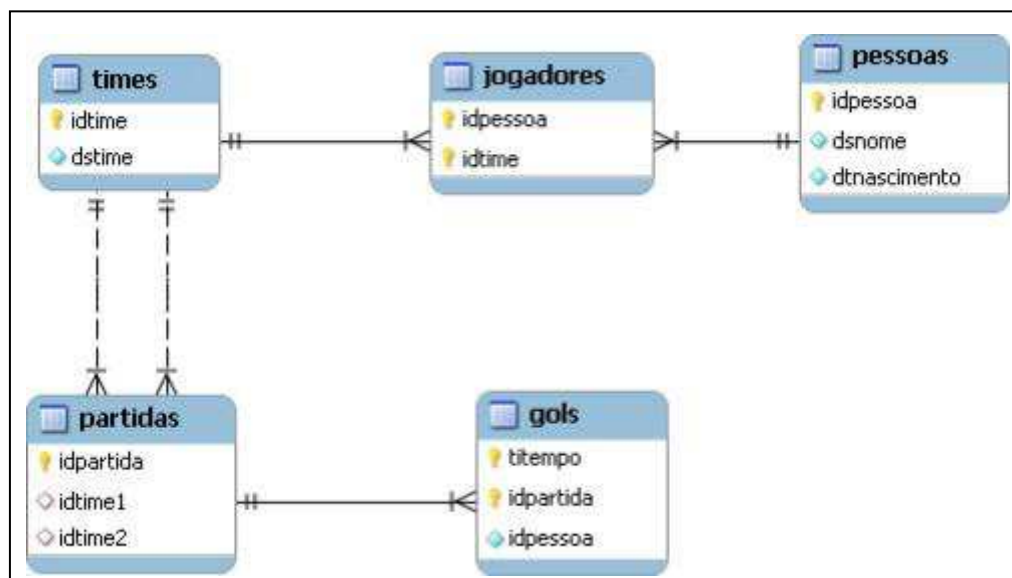 times
idtime
dstime
jogadores
idpessoa
idtime
pessoas
idpessoa
dsnome
dtnascimento
partidas
idpartida
idtime1
idtime2
gols
titempo
idpartida
idpessoa